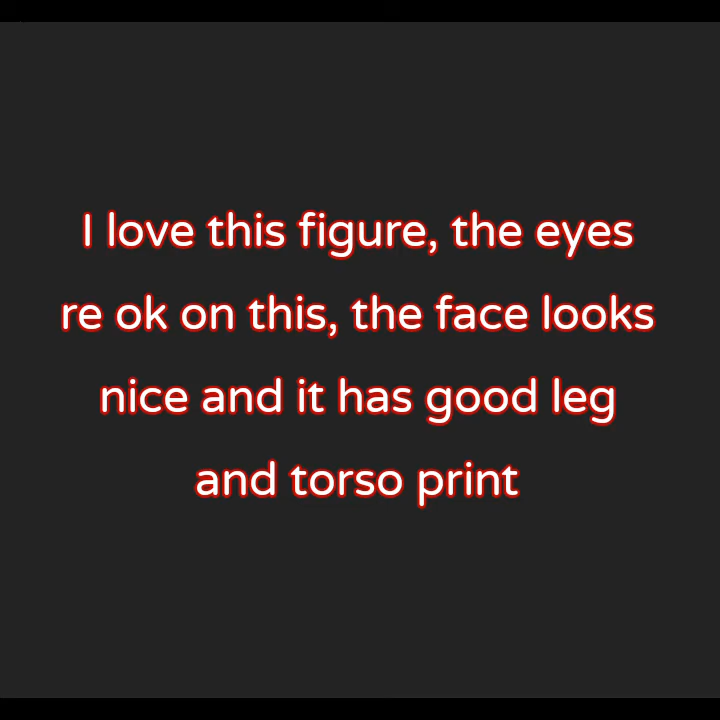 I love this figure, the eyes
re ok on this, the face looks
nice and it has good leg
and torso print